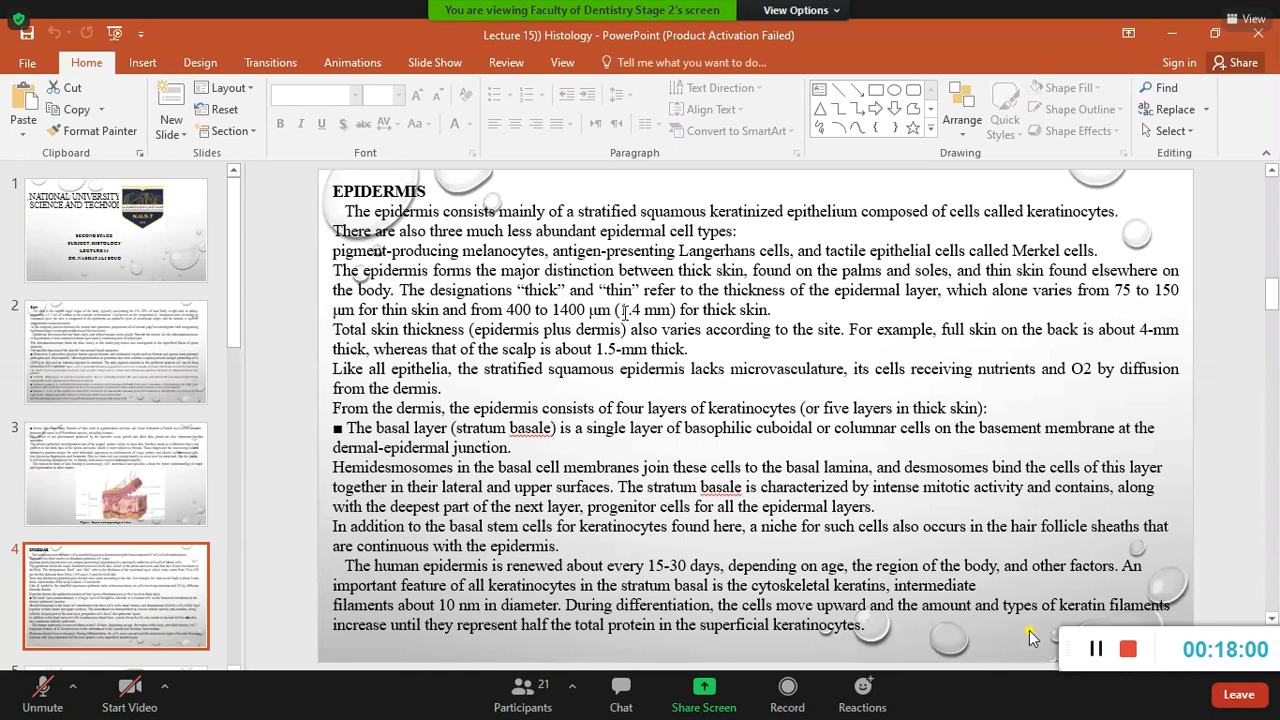 You are viewing Faculty of Dentistry Stage 2's screen
View Options
View
Lecture 15)) Histology - PowerPoint (Product Activation Failed)
File
Home
Insert
Design
Transitions
Animations
Slide Show
Review
View
Tell me what you want to do...
Sign in
Share
Paste
Cut
Copy
Format Painter
New Slide
Layout
Reset
Section
B I U S abc AV Aa A
Text Direction
Align Text
Convert to SmartArt
Arrange
Quick Styles
Shape Fill
Shape Outline
Shape Effects
Find
Replace
Select
Clipboard
Slides
Font
Paragraph
Drawing
Editing
1
NATIONAL UNIVERSITY
SCIENCE AND TECHNOL
N.U.S.T
SECOND STAGE
SUBJECT: HISTOLOGY
2
3
4
EPIDERMIS
The epidermis consists mainly of a stratified squamous keratinized epithelium composed of cells called keratinocytes.
There are also three much less abundant epidermal cell types:
pigment-producing melanocytes, antigen-presenting Langerhans cells, and tactile epithelial cells called Merkel cells.
The epidermis forms the major distinction between thick skin, found on the palms and soles, and thin skin found elsewhere on
the body. The designations “thick” and “thin” refer to the thickness of the epidermal layer, which alone varies from 75 to 150
μm for thin skin and from 400 to 1400 μm (1.4 mm) for thick skin.
Total skin thickness (epidermis plus dermis) also varies according to the site. For example, full skin on the back is about 4-mm
thick, whereas that of the scalp is about 1.5-mm thick.
Like all epithelia, the stratified squamous epidermis lacks microvasculature, its cells receiving nutrients and O2 by diffusion
from the dermis.
From the dermis, the epidermis consists of four layers of keratinocytes (or five layers in thick skin):
■ The basal layer (stratum basale) is a single layer of basophilic cuboidal or columnar cells on the basement membrane at the
dermal-epidermal junction.
Hemidesmosomes in the basal cell membranes join these cells to the basal lamina, and desmosomes bind the cells of this layer
together in their lateral and upper surfaces. The stratum basale is characterized by intense mitotic activity and contains, along
with the deepest part of the next layer, progenitor cells for all the epidermal layers.
In addition to the basal stem cells for keratinocytes found here, a niche for such cells also occurs in the hair follicle sheaths that
are continuous with the epidermis.
The human epidermis is renewed about every 15-30 days, depending on age, the region of the body, and other factors. An
important feature of all keratinocytes in the stratum basal is the cytoskeletal keratins, intermediate
filaments about 10 nm in diameter. During differentiation, the cells move upward and the amount and types of keratin filaments
increase until they represent half the total protein in the superficial keratinocytes.
00:18:00
Unmute
Start Video
21
Participants
Chat
Share Screen
Record
Reactions
Leave